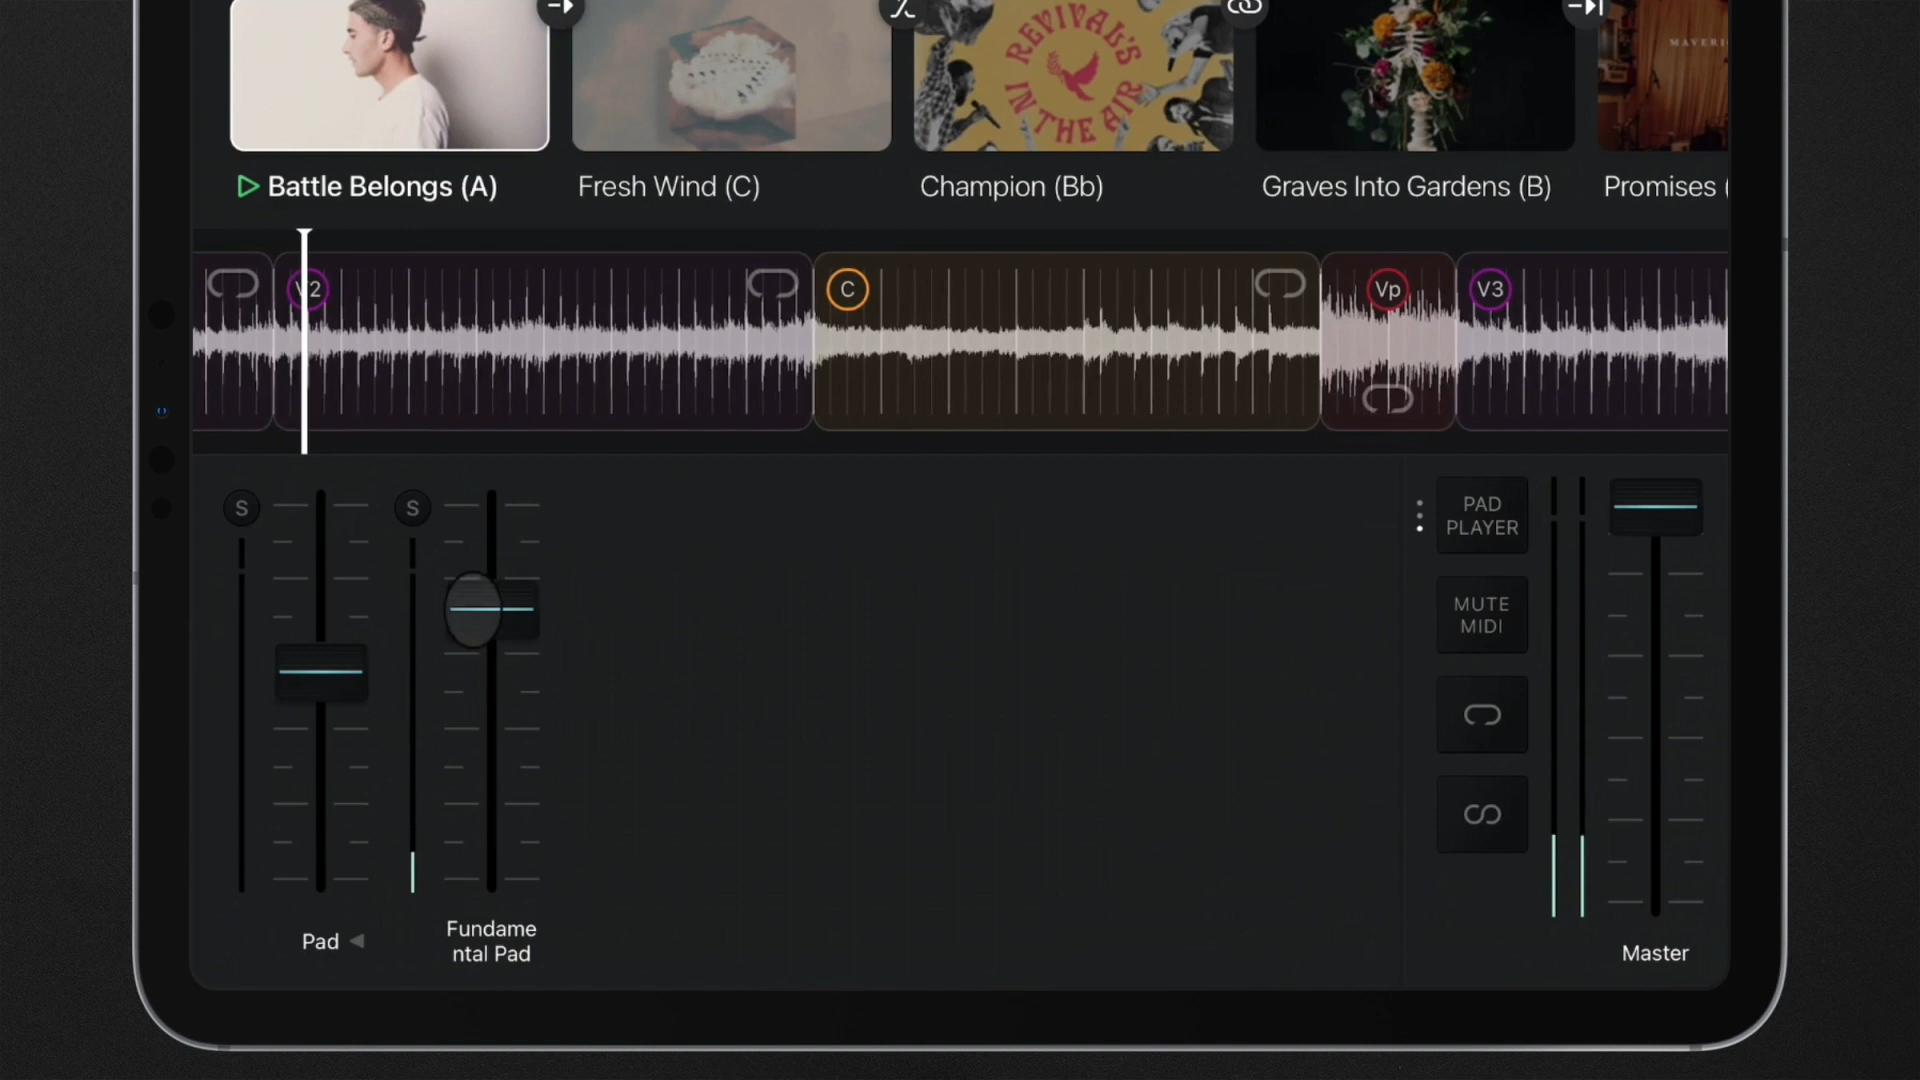 REVIVAL'S
IN THE AIR
Battle Belongs (A)
Fresh Wind (C)
Champion (Bb)
Graves Into Gardens (B)
Promises (
V2
C
Vp
V3
S
S
PAD
PLAYER
MUTE
MIDI
Pad
Fundame
ntal Pad
Master